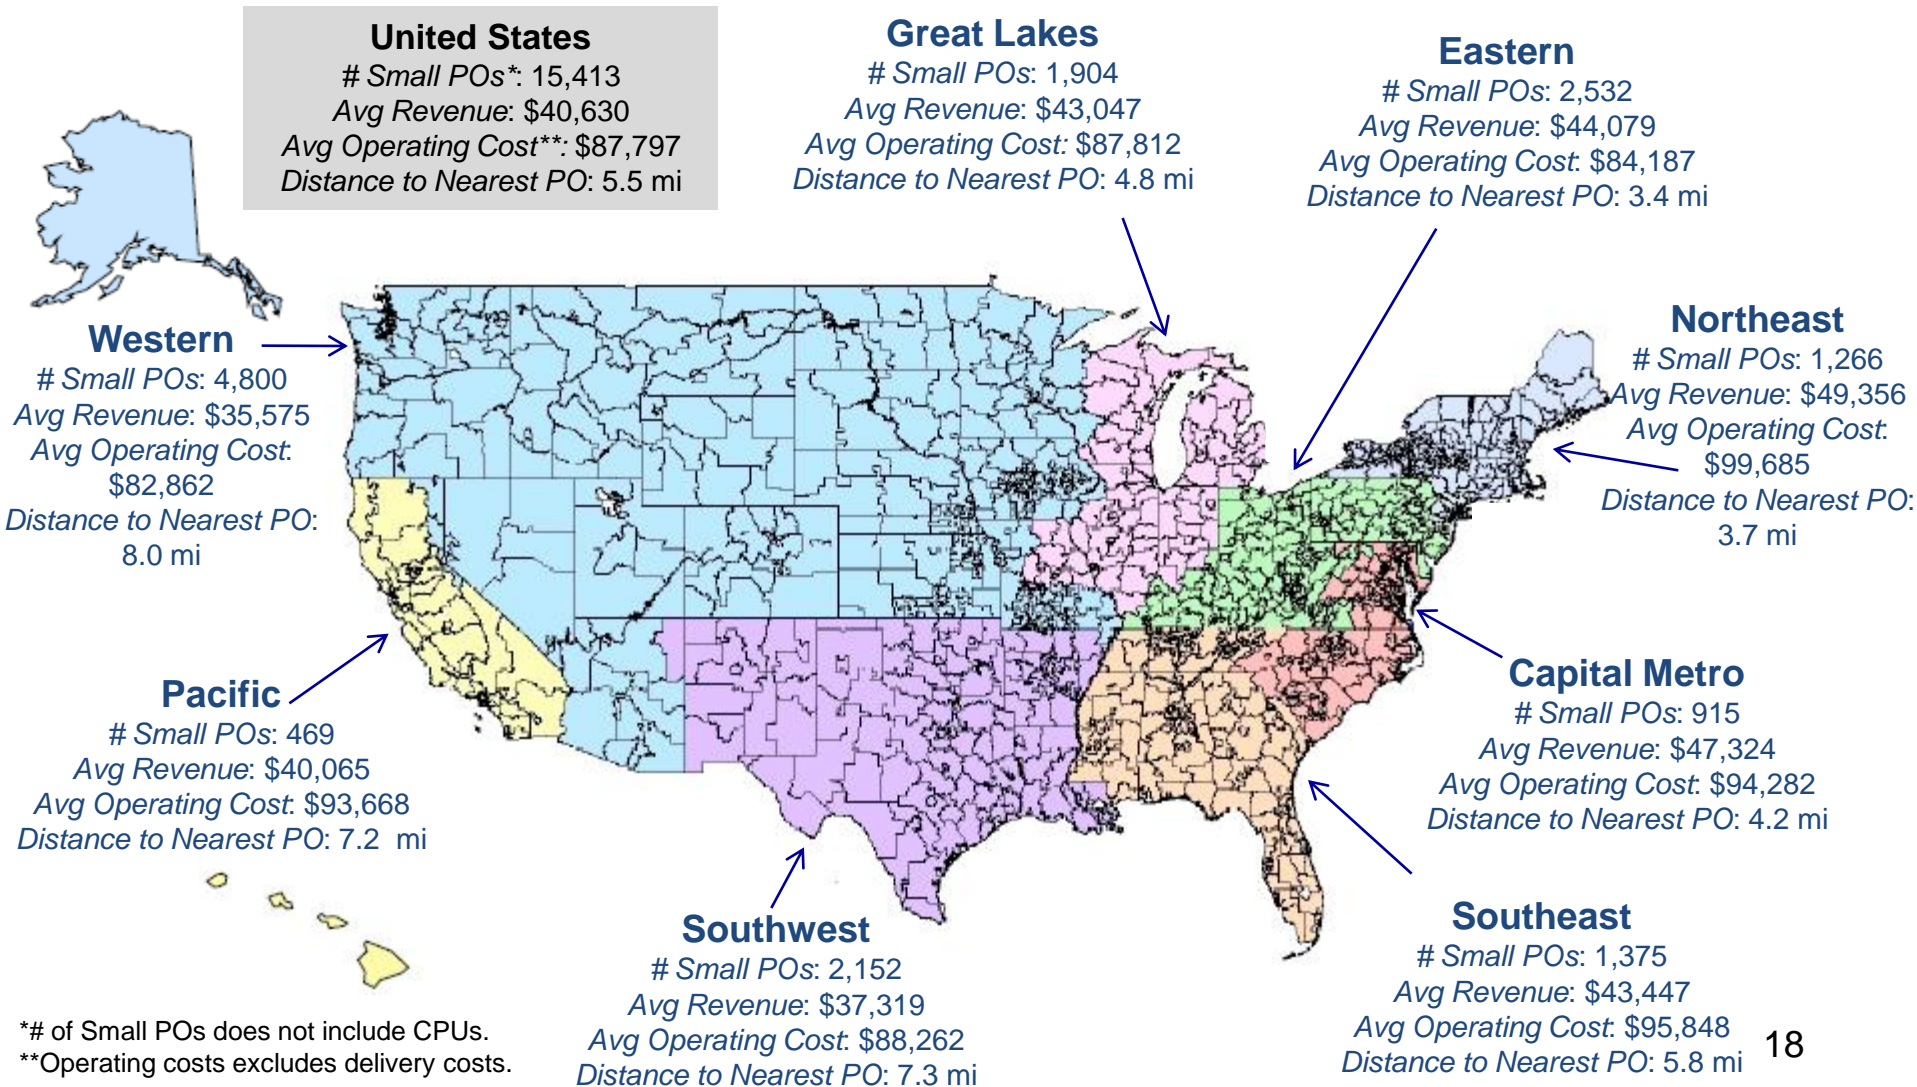 United States
# Small POs*: 15,413
Avg Revenue: $40,630
Avg Operating Cost**: $87,797
Distance to Nearest PO: 5.5 mi
Great Lakes
# Small POs: 1,904
Avg Revenue: $43,047
Avg Operating Cost: $87,812
Distance to Nearest PO: 4.8 mi
Eastern
# Small POs: 2,532
Avg Revenue: $44,079
Avg Operating Cost: $84,187
Distance to Nearest PO: 3.4 mi
Western
# Small POs: 4,800
Avg Revenue: $35,575
Avg Operating Cost:
$82,862
Distance to Nearest PO:
8.0 mi
Northeast
# Small POs: 1,266
Avg Revenue: $49,356
Avg Operating Cost:
$99,685
Distance to Nearest PO:
3.7 mi
Pacific
# Small POs: 469
Avg Revenue: $40,065
Avg Operating Cost: $93,668
Distance to Nearest PO: 7.2 mi
Capital Metro
# Small POs: 915
Avg Revenue: $47,324
Avg Operating Cost: $94,282
Distance to Nearest PO: 4.2 mi
Southwest
# Small POs: 2,152
Avg Revenue: $37,319
Avg Operating Cost: $88,262
Distance to Nearest PO: 7.3 mi
Southeast
# Small POs: 1,375
Avg Revenue: $43,447
Avg Operating Cost: $95,848
Distance to Nearest PO: 5.8 mi
*# of Small POs does not include CPUs.
**Operating costs excludes delivery costs.
18